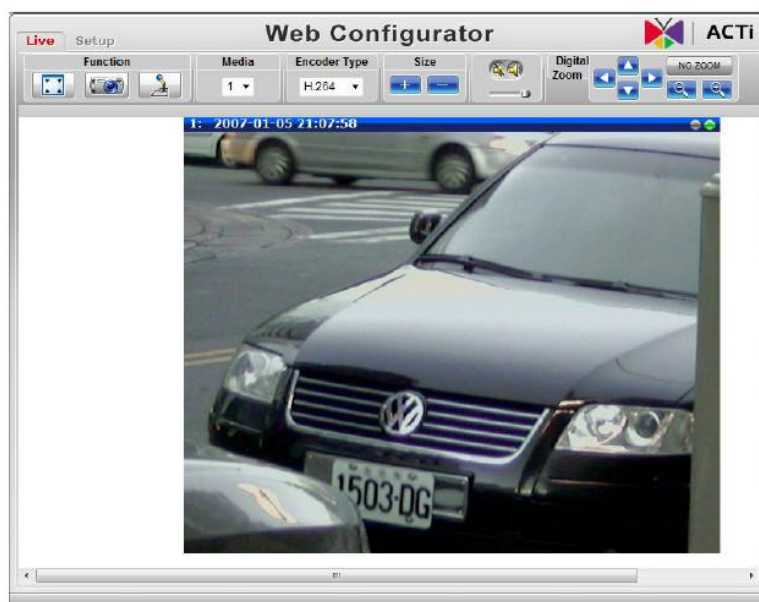 Web Configurator
ACTi
Live Setup
Function Media Encoder Type Size Digital Zoom
1 H.264 NO ZOOM
1: 2007-01-05 21:07:58
1503-DG